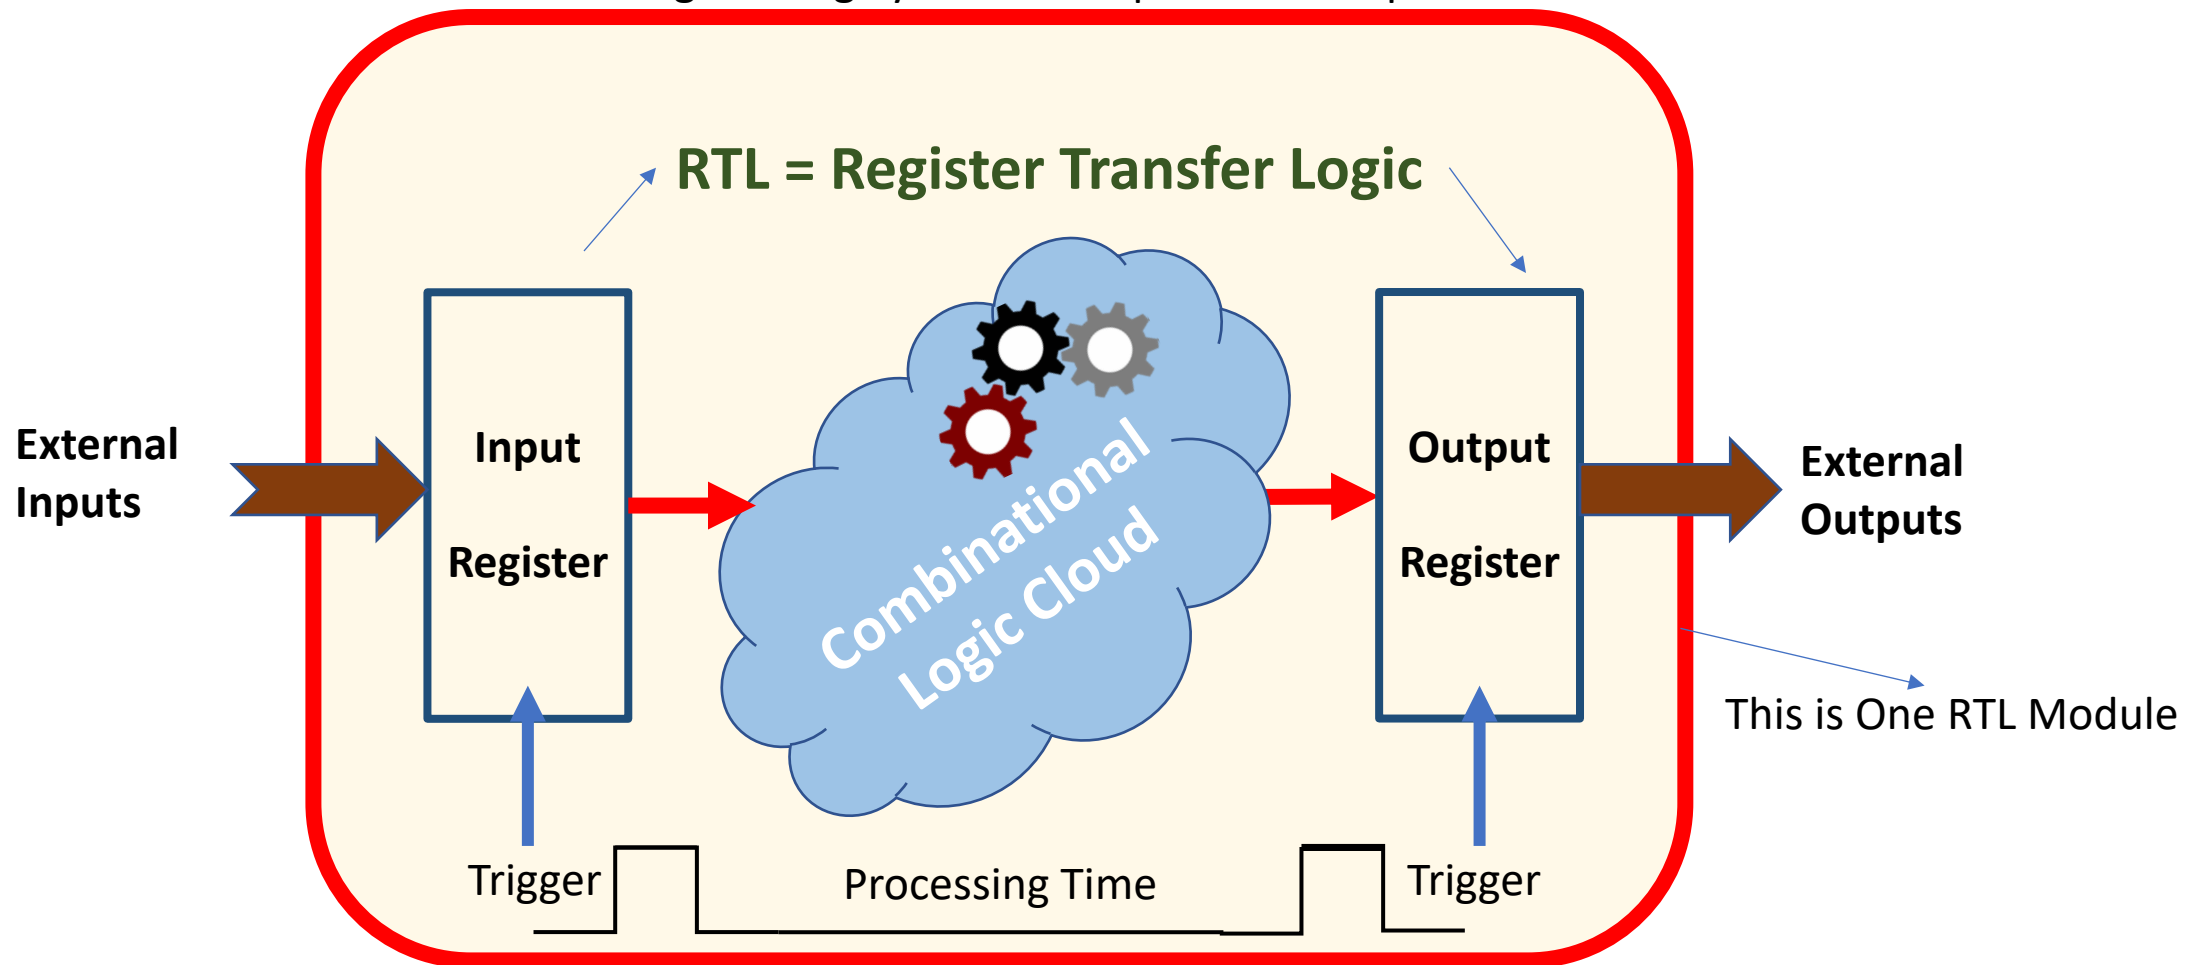 RTL = Register Transfer Logic
External
Inputs
Input
Register
Combinational
Logic Cloud
Output
Register
External
Outputs
This is One RTL Module
Trigger
Processing Time
Trigger